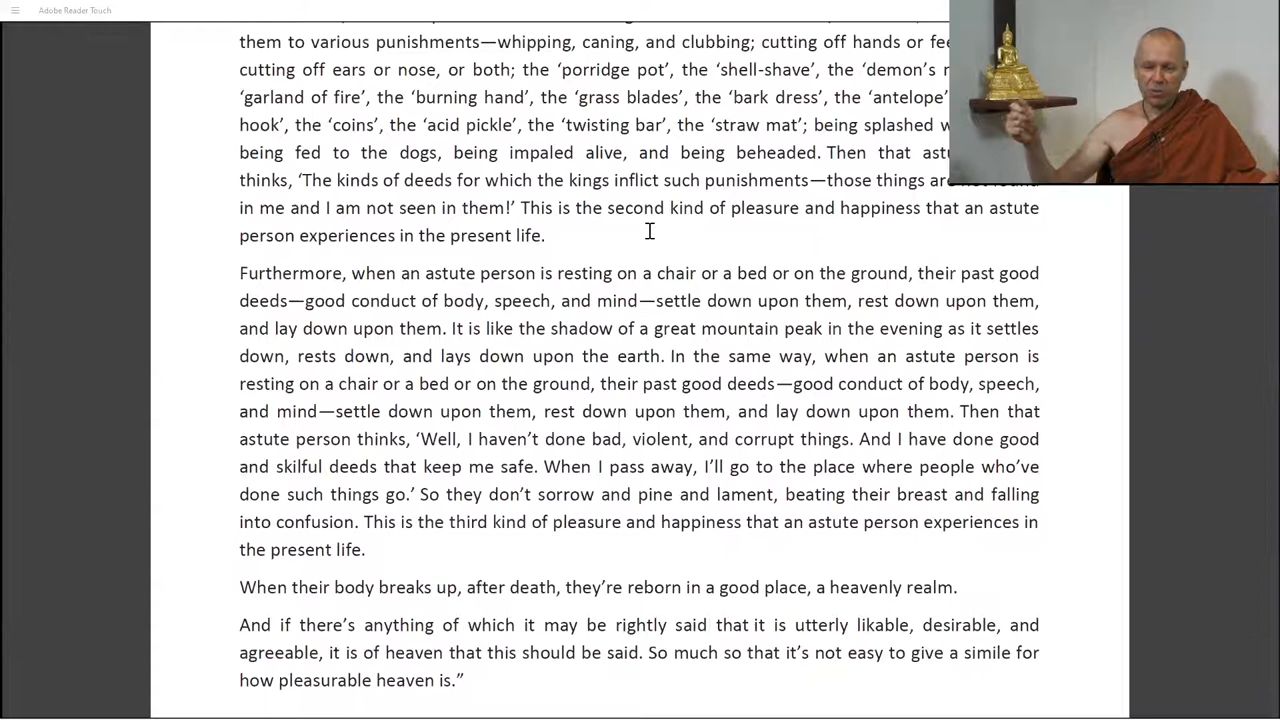 Adobe Reader Touch
them to various punishments—whipping, caning, and clubbing; cutting off hands or
cutting off ears or nose, or both; the ‘porridge pot’, the ‘shell-shave’, the ‘demon’s
‘garland of fire’, the ‘burning hand’, the ‘grass blades’, the ‘bark dress’, the ‘antelope’
hook’, the ‘coins’, the ‘acid pickle’, the ‘twisting bar’, the ‘straw mat’; being splashed
being fed to the dogs, being impaled alive, and being beheaded. Then that
thinks, ‘The kinds of deeds for which the kings inflict such punishments—those things are not found
in me and I am not seen in them!’ This is the second kind of pleasure and happiness that an astute
person experiences in the present life.
Furthermore, when an astute person is resting on a chair or a bed or on the ground, their past good
deeds—good conduct of body, speech, and mind—settle down upon them, rest down upon them,
and lay down upon them. It is like the shadow of a great mountain peak in the evening as it settles
down, rests down, and lays down upon the earth. In the same way, when an astute person is
resting on a chair or a bed or on the ground, their past good deeds—good conduct of body, speech,
and mind—settle down upon them, rest down upon them, and lay down upon them. Then that
astute person thinks, ‘Well, I haven’t done bad, violent, and corrupt things. And I have done good
and skilful deeds that keep me safe. When I pass away, I’ll go to the place where people who’ve
done such things go.’ So they don’t sorrow and pine and lament, beating their breast and falling
into confusion. This is the third kind of pleasure and happiness that an astute person experiences in
the present life.
When their body breaks up, after death, they’re reborn in a good place, a heavenly realm.
And if there’s anything of which it may be rightly said that it is utterly likable, desirable, and
agreeable, it is of heaven that this should be said. So much so that it’s not easy to give a simile for
how pleasurable heaven is.”